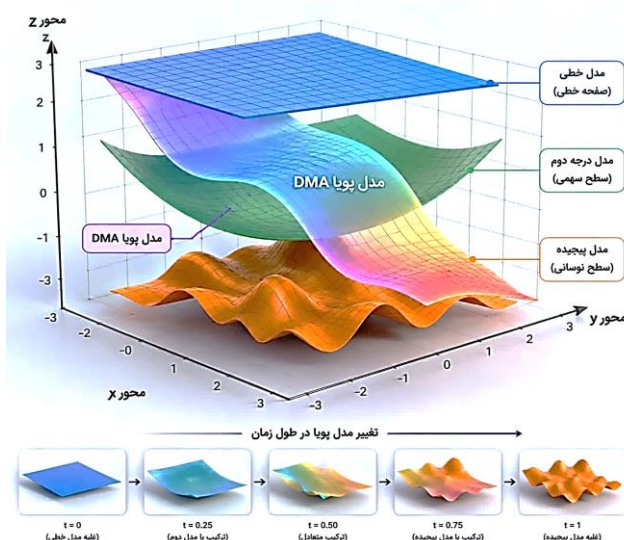 محور z
z
3
2
1
0
-1
-2
-3
-3
-2
-0
1
2
3
محور x
-3
-2
-1
0
1
2
3
محور y
مدل خطی
(صفحه خطی)
مدل درجه دوم
(سطح سهمی)
مدل پیچیده
(سطح نوسانی)
مدل پویا DMA
مدل پویا DMA
تغییر مدل پویا در طول زمان
t = 0
(غلبه مدل خطی)
t = 0.25
(ترکیب با مدل دوم)
t = 0.50
(ترکیب متعادل)
t = 0.75
(ترکیب با مدل پیچیده)
t = 1
(غلبه مدل پیچیده)